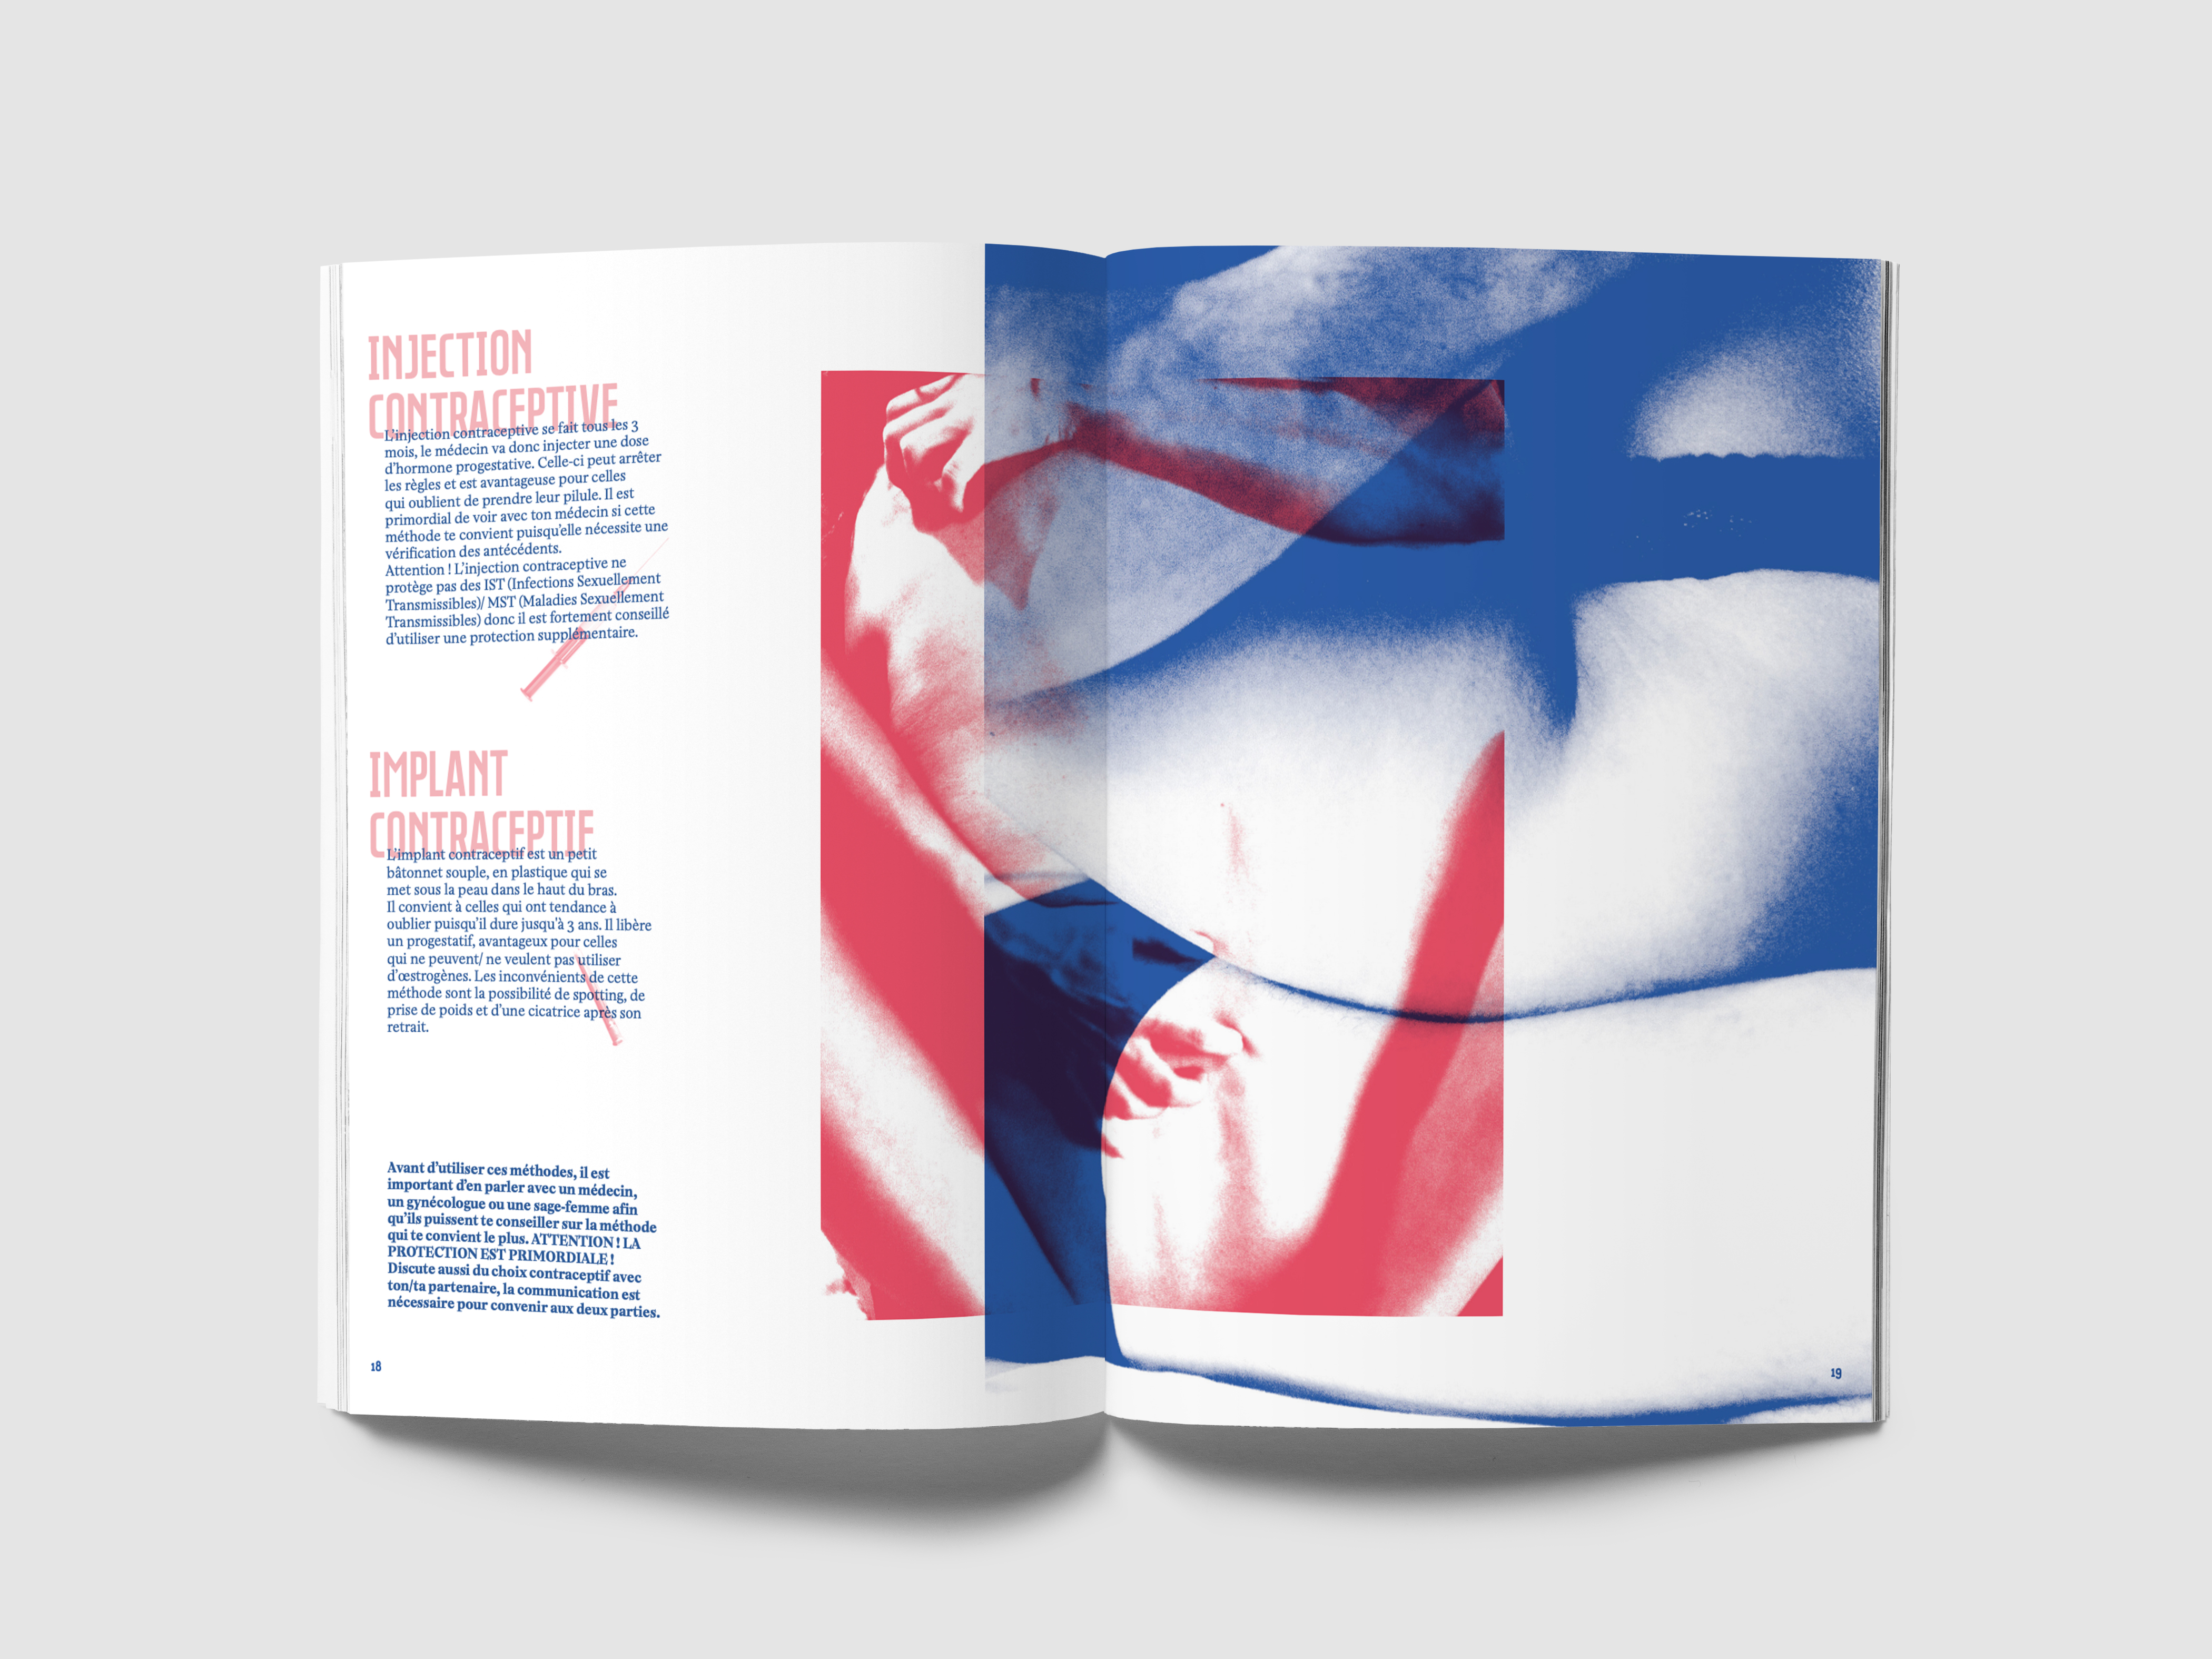 INJECTION
CONTRACEPTIVE
L'injection contraceptive se fait tous les 3
mois, le médecin va donc injecter une dose
d'hormone progestative. Celle-ci peut arrêter
les règles et est avantageuse pour celles
qui oublient de prendre leur pilule. Il est
primordial de voir avec ton médecin si cette
méthode te convient puisqu'elle nécessite une
vérification des antécédents.
Attention ! L'injection contraceptive ne
protège pas des IST (Infections Sexuellement
Transmissibles)/ MST (Maladies Sexuellement
Transmissibles) donc il est fortement conseillé
d'utiliser une protection supplémentaire.
IMPLANT
CONTRACEPTIF
L'implant contraceptif est un petit
bâtonnet souple, en plastique qui se
met sous la peau dans le haut du bras.
Il convient à celles qui ont tendance à
oublier puisqu'il dure jusqu'à 3 ans. Il libère
un progestatif, avantageux pour celles
qui ne peuvent/ ne veulent pas utiliser
d'œstrogènes. Les inconvénients de cette
méthode sont la possibilité de spotting, de
prise de poids et d'une cicatrice après son
retrait.
Avant d'utiliser ces méthodes, il est
important d'en parler avec un médecin,
un gynécologue ou une sage-femme afin
qu'ils puissent te conseiller sur la méthode
qui te convient le plus. ATTENTION ! LA
PROTECTION EST PRIMORDIALE !
Discute aussi du choix contraceptif avec
ton/ta partenaire, la communication est
nécessaire pour convenir aux deux parties.
18
19